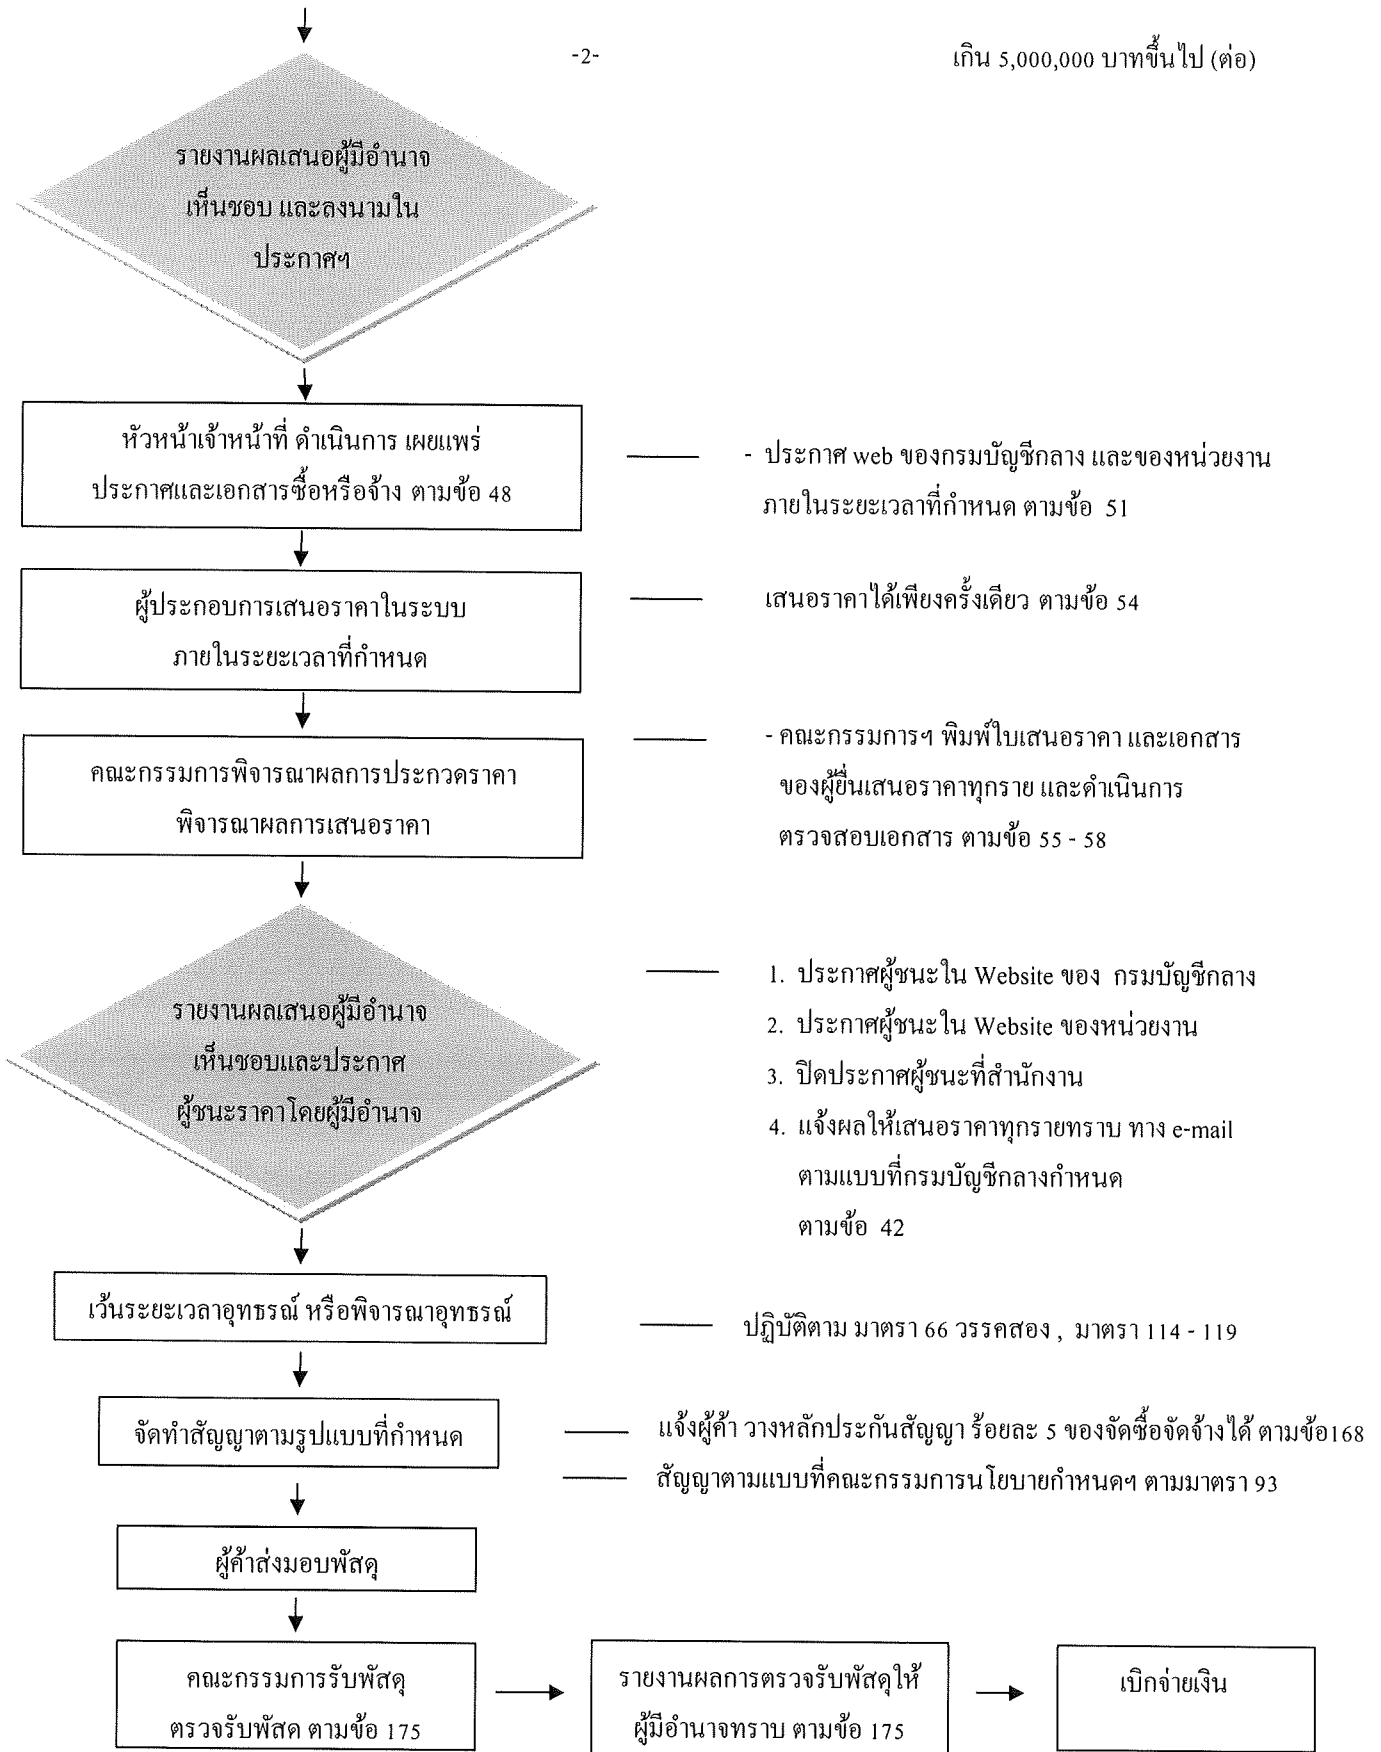 -2-
เกิน 5,000,000 บาทขึ้นไป (ต่อ)
รายงานผลเสนอผู้มีอำนาจ
เห็นชอบ และลงนามใน
ประกาศฯ
หัวหน้าเจ้าหน้าที่ ดำเนินการ เผยแพร่
ประกาศและเอกสารซื้อหรือจ้าง ตามข้อ 48
- ประกาศ web ของกรมบัญชีกลาง และของหน่วยงาน
ภายในระยะเวลาที่กำหนด ตามข้อ 51
ผู้ประกอบการเสนอราคาในระบบ
ภายในระยะเวลาที่กำหนด
เสนอราคาได้เพียงครั้งเดียว ตามข้อ 54
คณะกรรมการพิจารณาผลการประกวดราคา
พิจารณาผลการเสนอราคา
- คณะกรรมการฯ พิมพ์ใบเสนอราคา และเอกสาร
ของผู้ยื่นเสนอราคาทุกราย และดำเนินการ
ตรวจสอบเอกสาร ตามข้อ 55 - 58
รายงานผลเสนอผู้มีอำนาจ
เห็นชอบและประกาศ
ผู้ชนะราคาโดยผู้มีอำนาจ
1. ประกาศผู้ชนะใน Website ของ กรมบัญชีกลาง
2. ประกาศผู้ชนะใน Website ของหน่วยงาน
3. ปิดประกาศผู้ชนะที่สำนักงาน
4. แจ้งผลให้เสนอราคาทุกรายทราบ ทาง e-mail
ตามแบบที่กรมบัญชีกลางกำหนด
ตามข้อ 42
เว้นระยะเวลาอุทธรณ์ หรือพิจารณาอุทธรณ์
ปฏิบัติตาม มาตรา 66 วรรคสอง , มาตรา 114 - 119
จัดทำสัญญาตามรูปแบบที่กำหนด
แจ้งผู้ค้า วางหลักประกันสัญญา ร้อยละ 5 ของจัดซื้อจัดจ้างได้ ตามข้อ168
สัญญาตามแบบที่คณะกรรมการนโยบายกำหนดฯ ตามมาตรา 93
ผู้ค้าส่งมอบพัสดุ
คณะกรรมการรับพัสดุ
ตรวจรับพัสด ตามข้อ 175
รายงานผลการตรวจรับพัสดุให้
ผู้มีอำนาจทราบ ตามข้อ 175
เบิกจ่ายเงิน